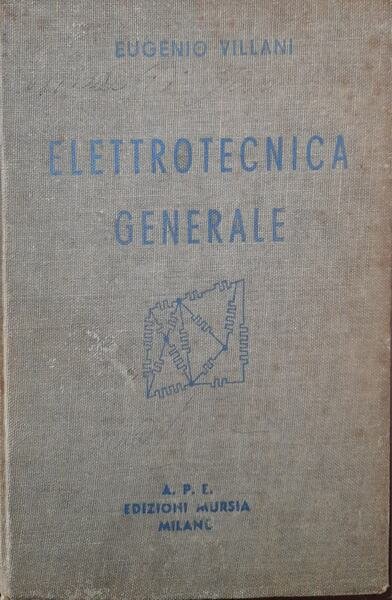 EUGENIO VILLANI
ELETTROTECNICA
GENERALE
A. P. E.
EDIZIONI MURSIA
MILANO